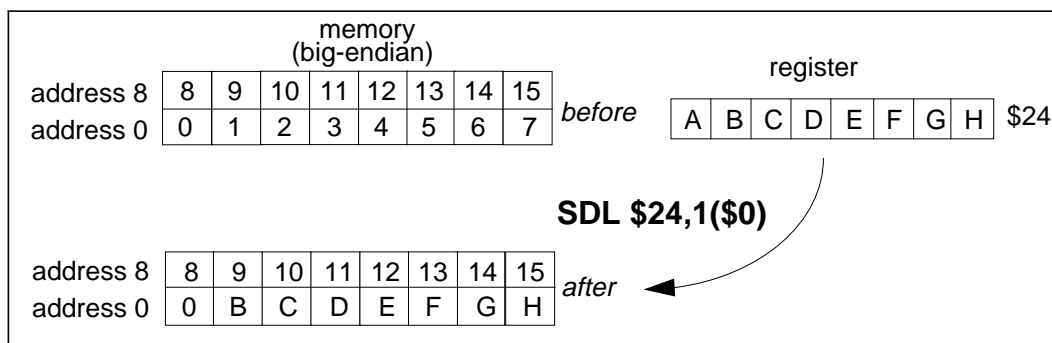 memory
(big-endian)
register
address 8 8 9 10 11 12 13 14 15
address 0 0 1 2 3 4 5 6 7
before
A B C D E F G H $24
SDL $24,1($0)
address 8 8 9 10 11 12 13 14 15
address 0 0 B C D E F G H
after